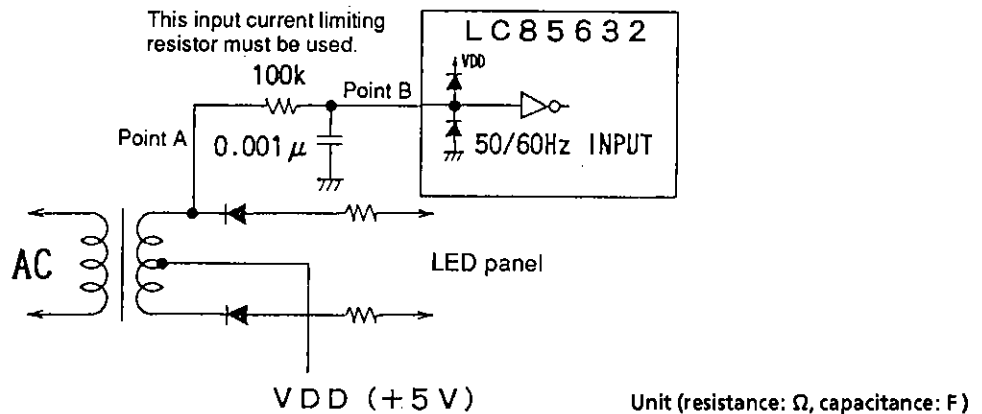 This input current limiting
resistor must be used.
LC85632
VDD
100k
Point B
Point A
0.001μ
50/60Hz INPUT
AC
LED panel
VDD (+5V)
Unit (resistance: Ω, capacitance: F)